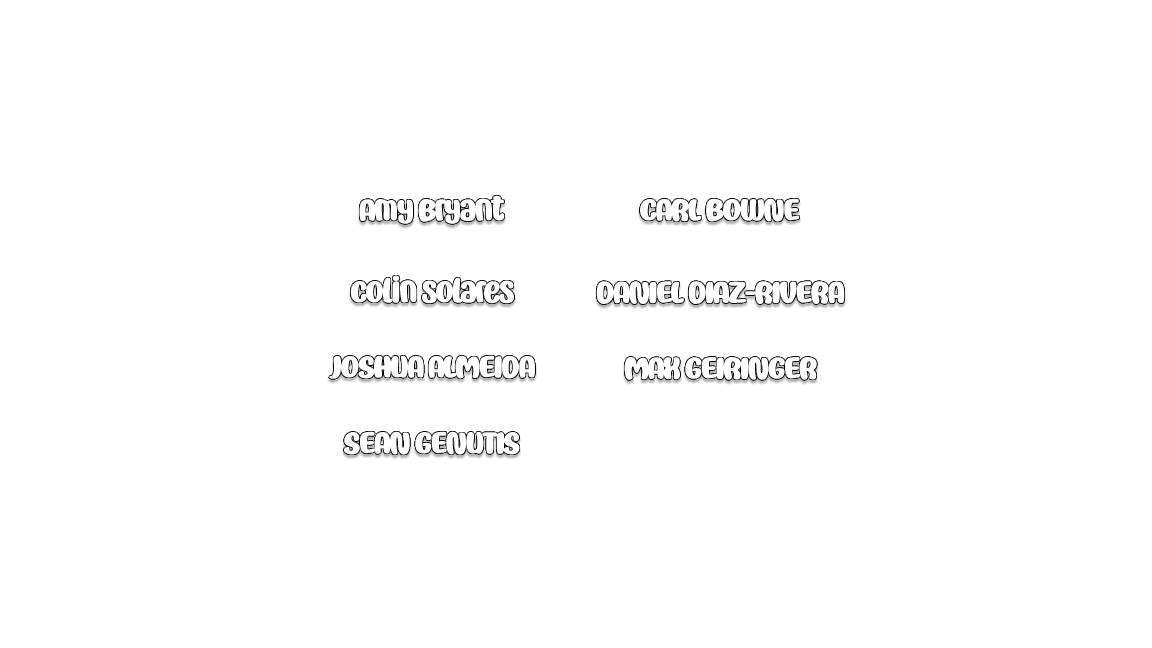 Amy Bryant
CARL BOWNE
Colin Solares
DANIEL DIAZ-RIVERA
JOSHUA ALMEIDA
MAX GEIRINGER
SEAN GENUTIS